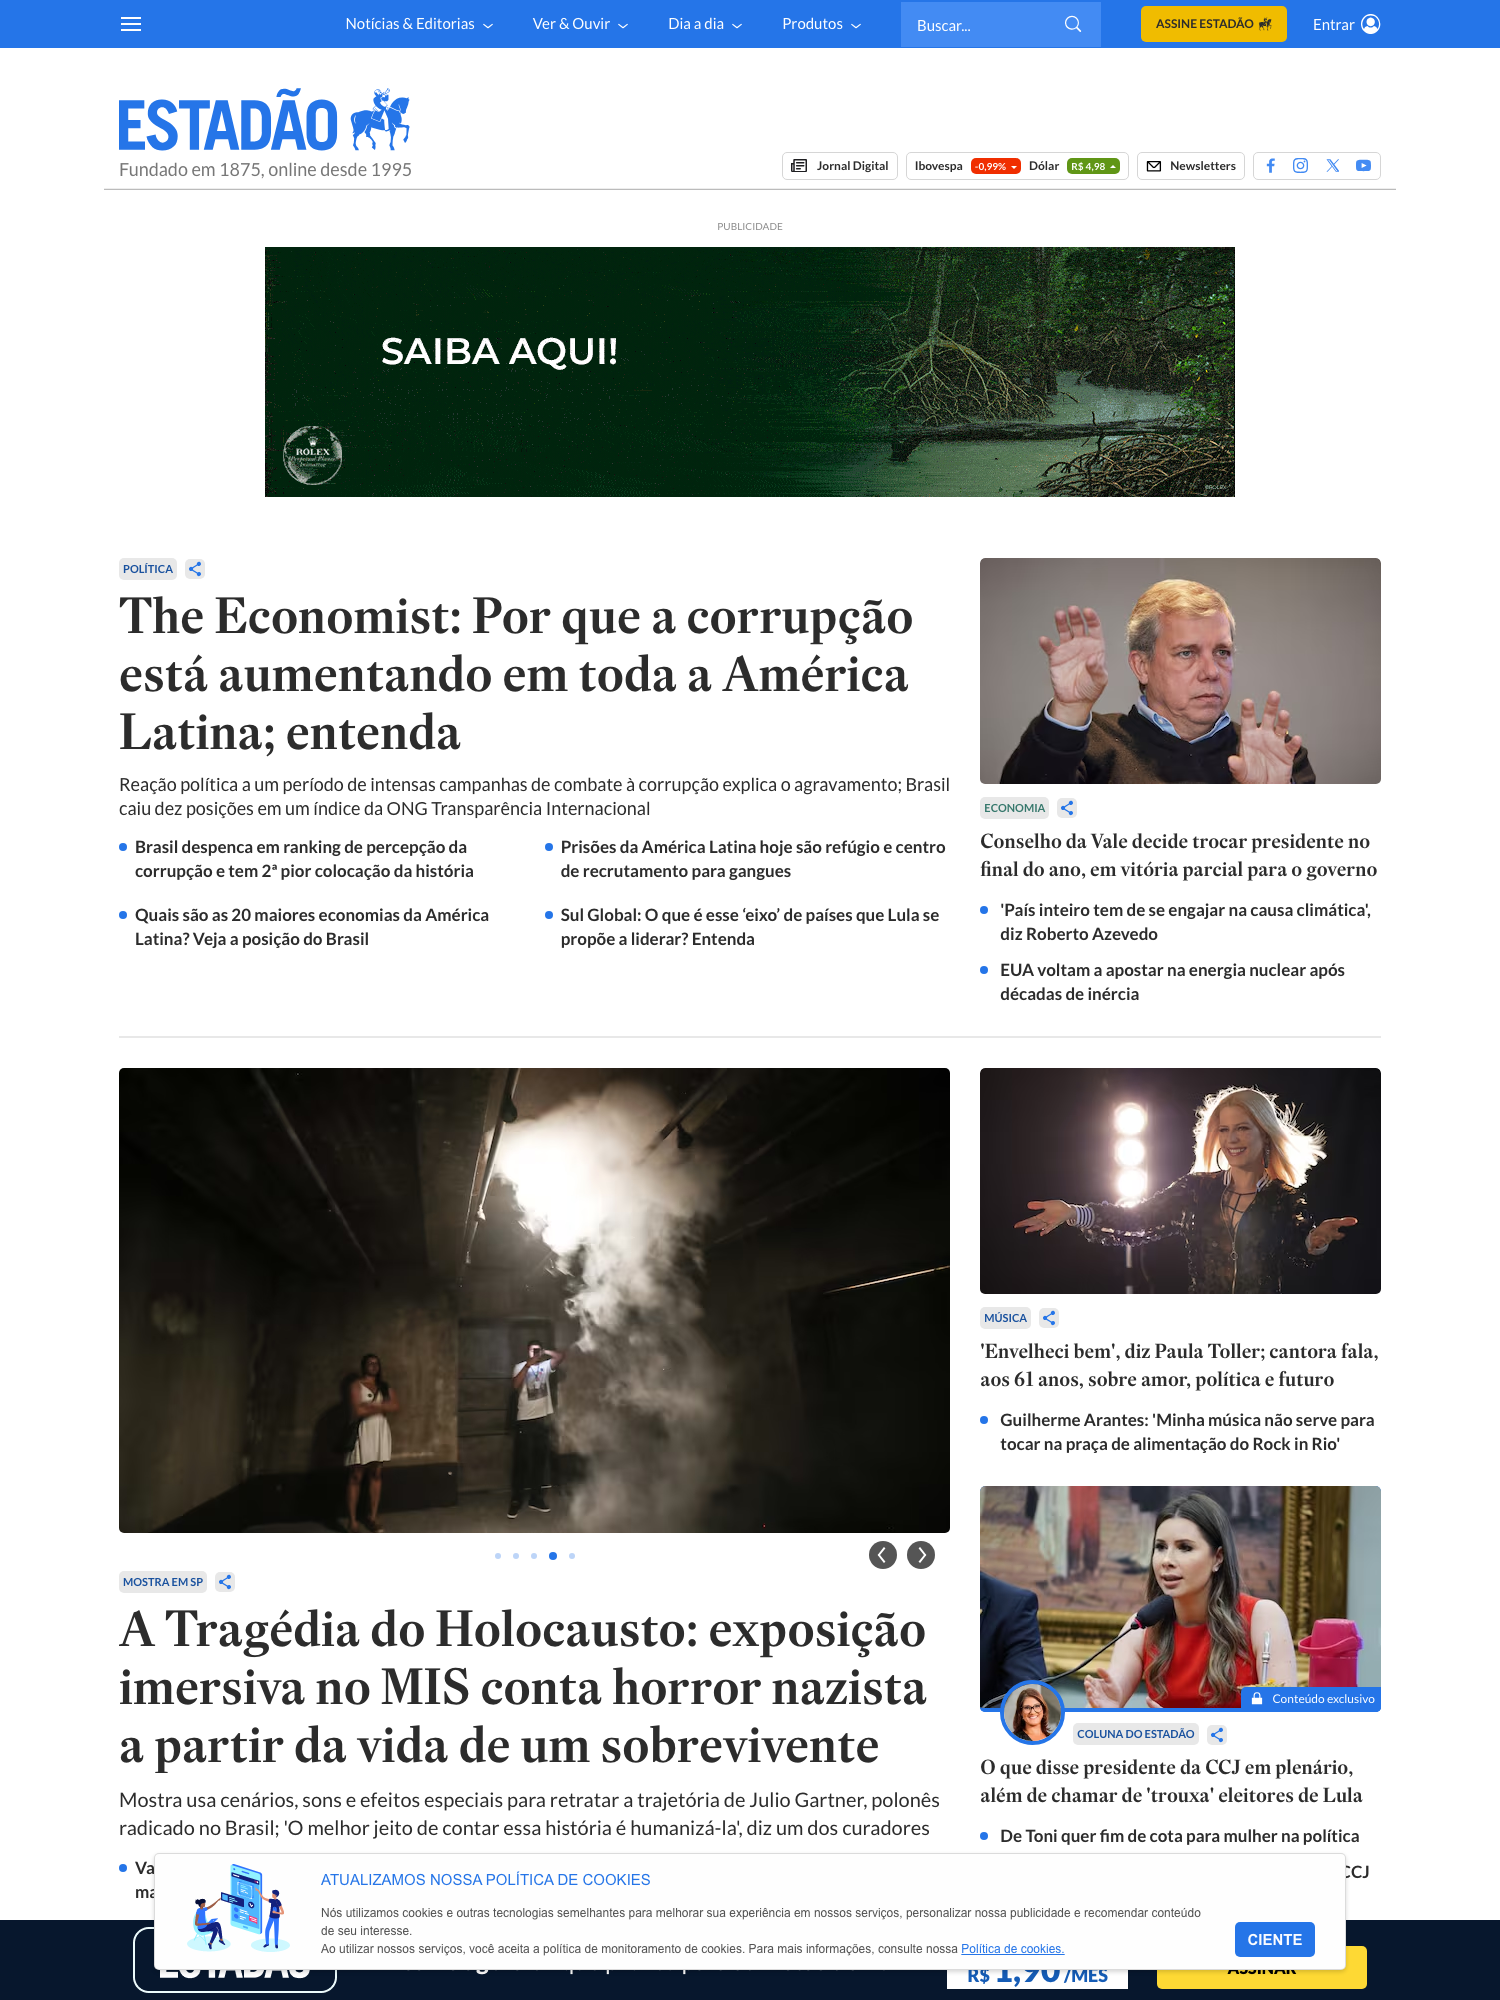 Notícias & Editorias
Ver & Ouvir
Dia a dia
Produtos
Buscar...
ASSINE ESTADÃO
Entrar
ESTADÃO
Fundado em 1875, online desde 1995
Jornal Digital
Ibovespa -0,99%
Dólar R$ 4,98
Newsletters
PUBLICIDADE
SAIBA AQUI!
ROLEX
Perpetual Planet
Initiative
©ROLEX
POLÍTICA
The Economist: Por que a corrupção
está aumentando em toda a América
Latina; entenda
Reação política a um período de intensas campanhas de combate à corrupção explica o agravamento; Brasil
caiu dez posições em um índice da ONG Transparência Internacional
Brasil despenca em ranking de percepção da
corrupção e tem 2ª pior colocação da história
Prisões da América Latina hoje são refúgio e centro
de recrutamento para gangues
Quais são as 20 maiores economias da América
Latina? Veja a posição do Brasil
Sul Global: O que é esse ‘eixo’ de países que Lula se
propõe a liderar? Entenda
ECONOMIA
Conselho da Vale decide trocar presidente no
final do ano, em vitória parcial para o governo
'País inteiro tem de se engajar na causa climática',
diz Roberto Azevedo
EUA voltam a apostar na energia nuclear após
décadas de inércia
MOSTRA EM SP
A Tragédia do Holocausto: exposição
imersiva no MIS conta horror nazista
a partir da vida de um sobrevivente
Mostra usa cenários, sons e efeitos especiais para retratar a trajetória de Julio Gartner, polonês
radicado no Brasil; 'O melhor jeito de contar essa história é humanizá-la', diz um dos curadores
Va
ma
MÚSICA
'Envelheci bem', diz Paula Toller; cantora fala,
aos 61 anos, sobre amor, política e futuro
Guilherme Arantes: 'Minha música não serve para
tocar na praça de alimentação do Rock in Rio'
Conteúdo exclusivo
COLUNA DO ESTADÃO
O que disse presidente da CCJ em plenário,
além de chamar de 'trouxa' eleitores de Lula
De Toni quer fim de cota para mulher na política
CCJ
ATUALIZAMOS NOSSA POLÍTICA DE COOKIES
Nós utilizamos cookies e outras tecnologias semelhantes para melhorar sua experiência em nossos serviços, personalizar nossa publicidade e recomendar conteúdo
de seu interesse.
Ao utilizar nossos serviços, você aceita a política de monitoramento de cookies. Para mais informações, consulte nossa Política de cookies.
CIENTE
ESTADÃO
R$ 1,90 /MÊS
ASSINAR